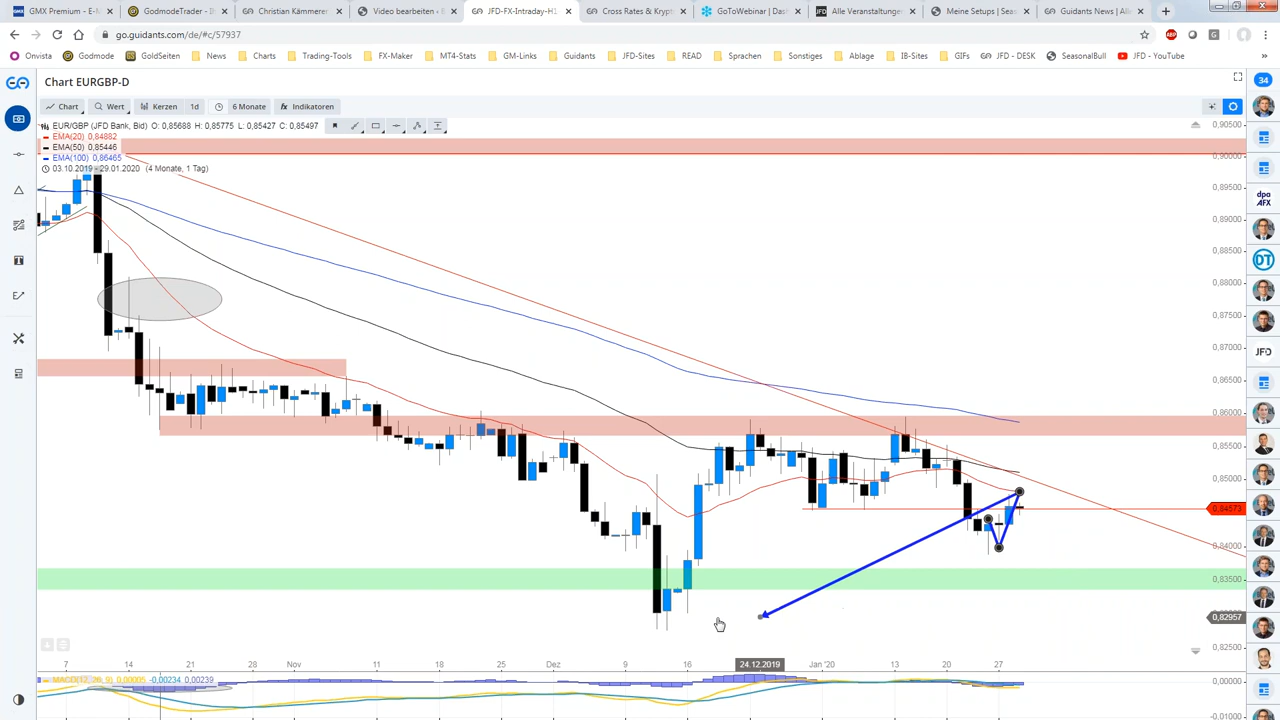 GMX Premium - E-M
GodmodeTrader - I
Christian Kämmerer
Video bearbeiten -
JFD-FX-Intraday-H1
Cross Rates & Krypt
GoToWebinar | Dash
Alle Veranstaltungen
Guidants News | All
go.guidants.com/de/#c/57937
Onvista
Godmode
GoldSeiten
News
Charts
Trading-Tools
FX-Maker
MT4-Stats
GM-Links
Guidants
JFD-Sites
READ
Sprachen
Sonstiges
Ablage
IB-Sites
GIFs
JFD - DESK
SeasonalBull
JFD - YouTube
»
Chart EURGBP-D
34
Chart
Wert
Kerzen
1d
6 Monate
Indikatoren
EUR/GBP (JFD Bank, Bid) O: 0,85688 H: 0,85775 L: 0,85427 C: 0,85497
EMA(20) 0,84882
EMA(50) 0,85446
EMA(100) 0,86465
03.10.2019 - 29.01.2020 (4 Monate, 1 Tag)
0,90500
0,90000
0,89500
0,89000
0,88500
0,88000
0,87500
0,87000
0,86500
0,86000
0,85500
0,85000
0,84573
0,84000
0,83500
0,82957
0,82500
dpa
AFX
DT
JFD
7
14
21
28
Nov
11
18
25
Dez
9
16
24.12.2019
Jan '20
13
20
27
MACD(12, 26, 9) 0,00005 -0,00234 0,00239
0,00000
-0,01000